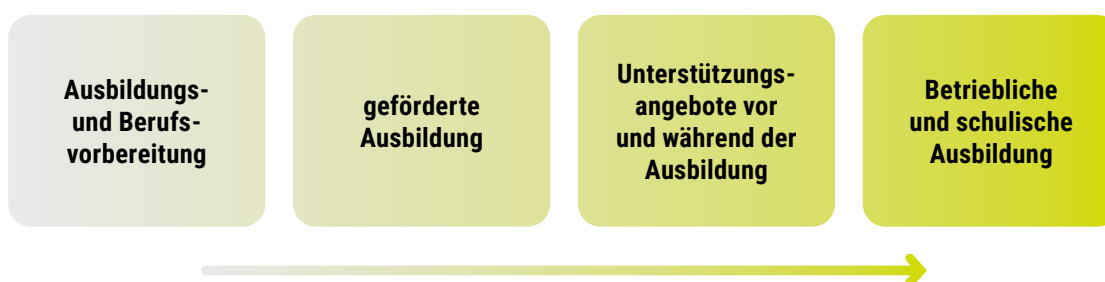 Ausbildungs-
und Berufs-
vorbereitung
geförderte
Ausbildung
Unterstützungs-
angebote vor
und während der
Ausbildung
Betriebliche
und schulische
Ausbildung